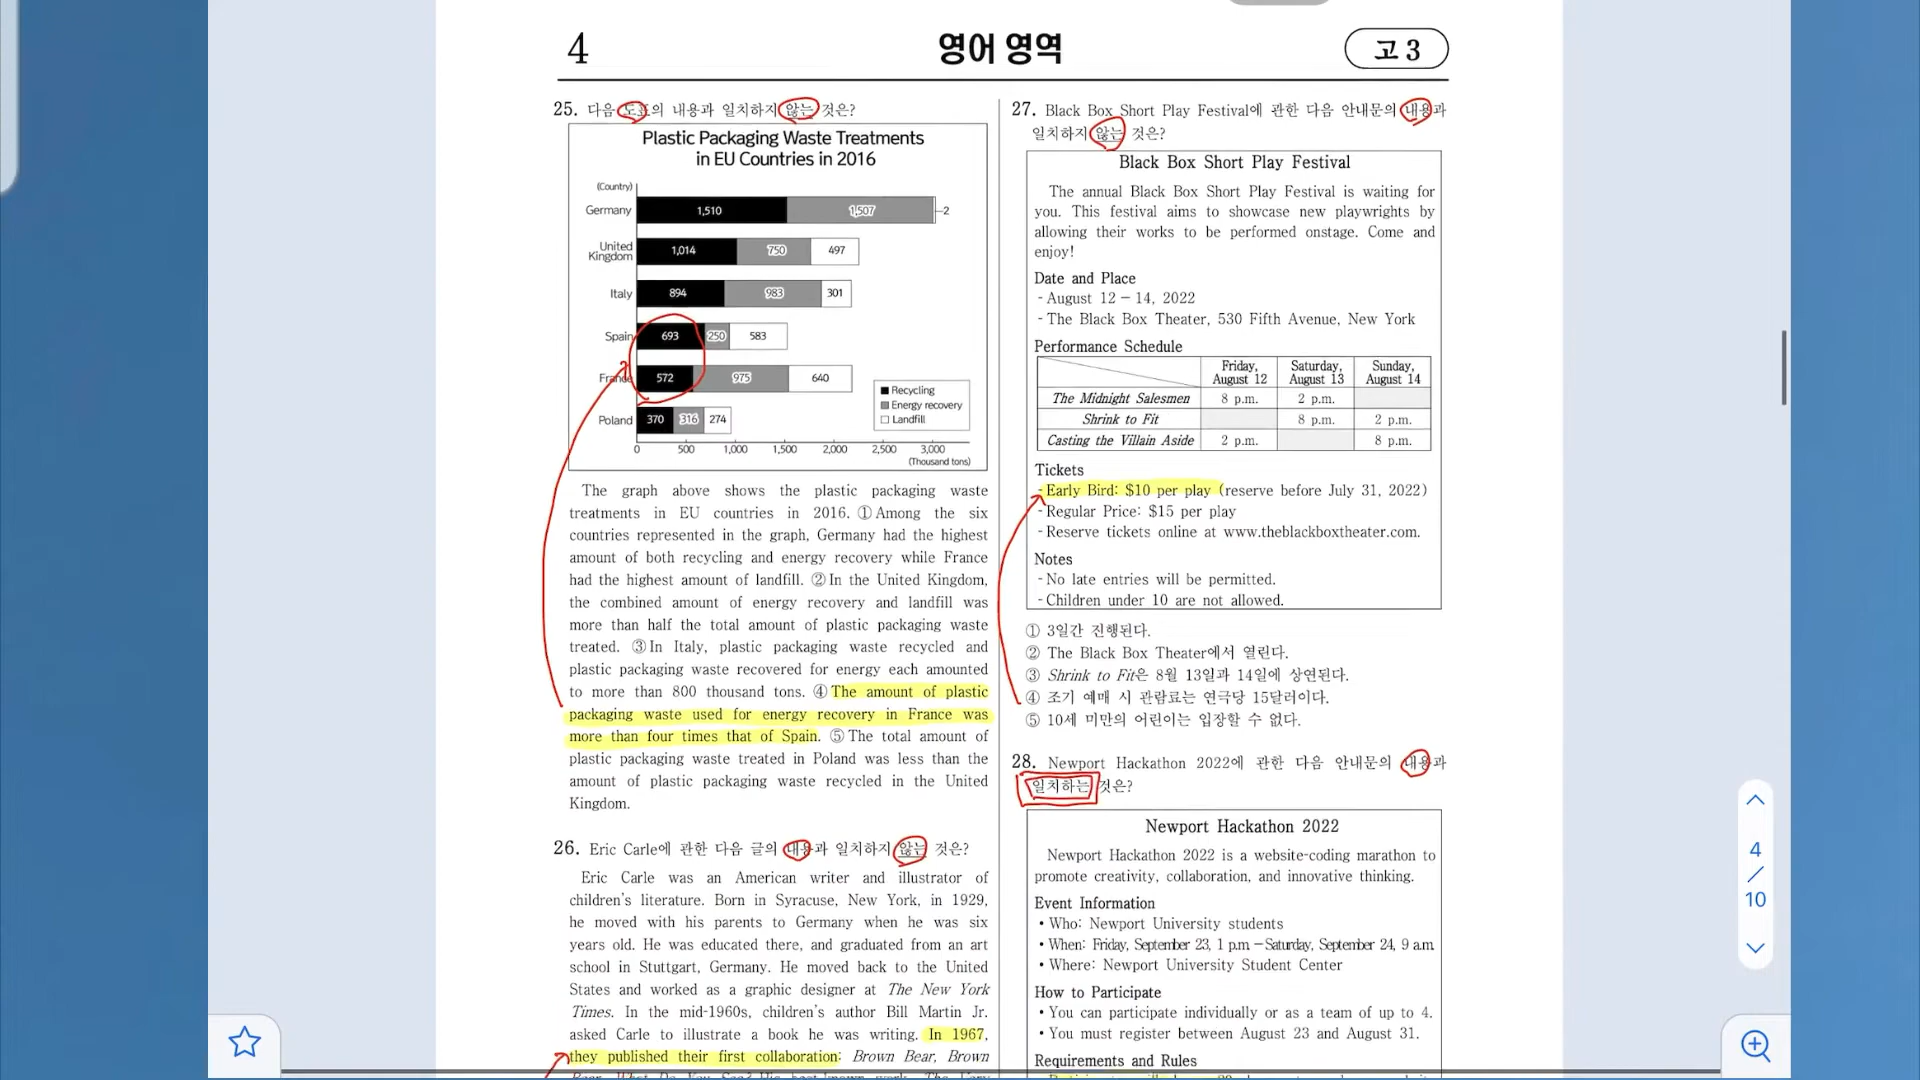 4
영어 영역
고 3
25. 다음 도표의 내용과 일치하지 않는 것은?
Plastic Packaging Waste Treatments
in EU Countries in 2016
(Country)
Germany 1,510 1,507 2
United Kingdom 1,014 750 497
Italy 894 983 301
Spain 693 250 583
France 572 975 640
Poland 370 316 274
Recycling
Energy recovery
Landfill
0 500 1,000 1,500 2,000 2,500 3,000
(Thousand tons)
The graph above shows the plastic packaging waste
treatments in EU countries in 2016. ① Among the six
countries represented in the graph, Germany had the highest
amount of both recycling and energy recovery while France
had the highest amount of landfill. ② In the United Kingdom,
the combined amount of energy recovery and landfill was
more than half the total amount of plastic packaging waste
treated. ③ In Italy, plastic packaging waste recycled and
plastic packaging waste recovered for energy each amounted
to more than 800 thousand tons. ④ The amount of plastic
packaging waste used for energy recovery in France was
more than four times that of Spain. ⑤ The total amount of
plastic packaging waste treated in Poland was less than the
amount of plastic packaging waste recycled in the United
Kingdom.
26. Eric Carle에 관한 다음 글의 내용과 일치하지 않는 것은?
Eric Carle was an American writer and illustrator of
children's literature. Born in Syracuse, New York, in 1929,
he moved with his parents to Germany when he was six
years old. He was educated there, and graduated from an art
school in Stuttgart, Germany. He moved back to the United
States and worked as a graphic designer at The New York
Times. In the mid-1960s, children's author Bill Martin Jr.
asked Carle to illustrate a book he was writing. In 1967,
they published their first collaboration: Brown Bear, Brown
27. Black Box Short Play Festival에 관한 다음 안내문의 내용과
일치하지 않는 것은?
Black Box Short Play Festival
The annual Black Box Short Play Festival is waiting for
you. This festival aims to showcase new playwrights by
allowing their works to be performed onstage. Come and
enjoy!
Date and Place
- August 12 − 14, 2022
- The Black Box Theater, 530 Fifth Avenue, New York
Performance Schedule
Friday, August 12 Saturday, August 13 Sunday, August 14
The Midnight Salesmen 8 p.m. 2 p.m.
Shrink to Fit 8 p.m. 2 p.m.
Casting the Villain Aside 2 p.m. 8 p.m.
Tickets
- Early Bird: $10 per play (reserve before July 31, 2022)
- Regular Price: $15 per play
- Reserve tickets online at www.theblackboxtheater.com.
Notes
- No late entries will be permitted.
- Children under 10 are not allowed.
① 3일간 진행된다.
② The Black Box Theater에서 열린다.
③ Shrink to Fit은 8월 13일과 14일에 상연된다.
④ 조기 예매 시 관람료는 연극당 15달러이다.
⑤ 10세 미만의 어린이는 입장할 수 없다.
28. Newport Hackathon 2022에 관한 다음 안내문의 내용과
일치하는 것은?
Newport Hackathon 2022
Newport Hackathon 2022 is a website-coding marathon to
promote creativity, collaboration, and innovative thinking.
Event Information
• Who: Newport University students
• When: Friday, September 23, 1 p.m. − Saturday, September 24, 9 a.m.
• Where: Newport University Student Center
How to Participate
• You can participate individually or as a team of up to 4.
• You must register between August 23 and August 31.
Requirements and Rules
4
/
10